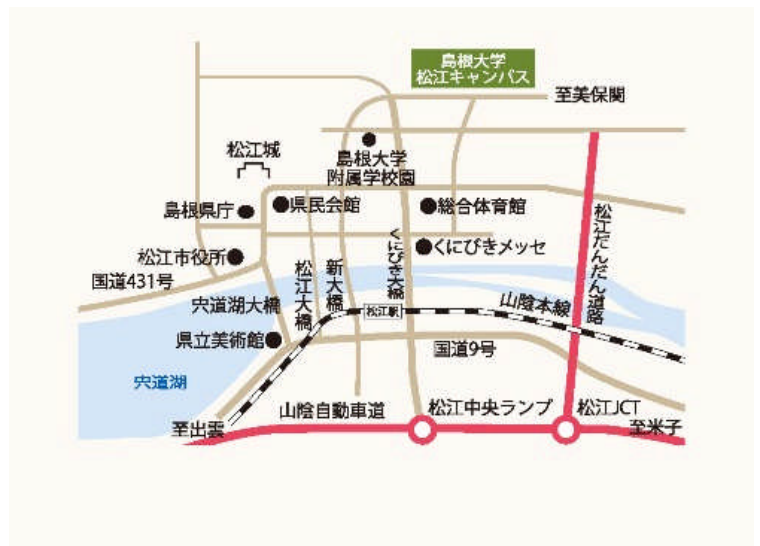 島根大学
松江キャンパス
至美保関
松江城
島根大学
附属学校園
島根県庁
県民会館
総合体育館
松江だんだん道路
くにびきメッセ
くにびき大橋
松江市役所
国道431号
松江大橋
新大橋
宍道湖大橋
松江駅
山陰本線
県立美術館
国道9号
宍道湖
山陰自動車道
松江中央ランプ
松江JCT
至出雲
至米子